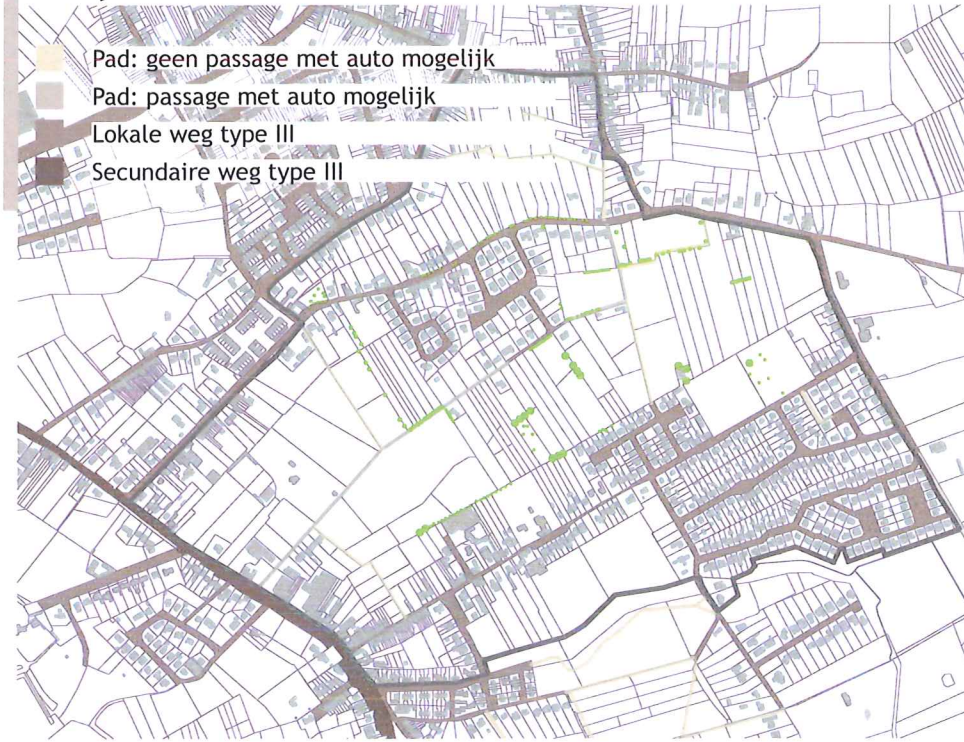 Pad: geen passage met auto mogelijk
Pad: passage met auto mogelijk
Lokale weg type III
Secundaire weg type III